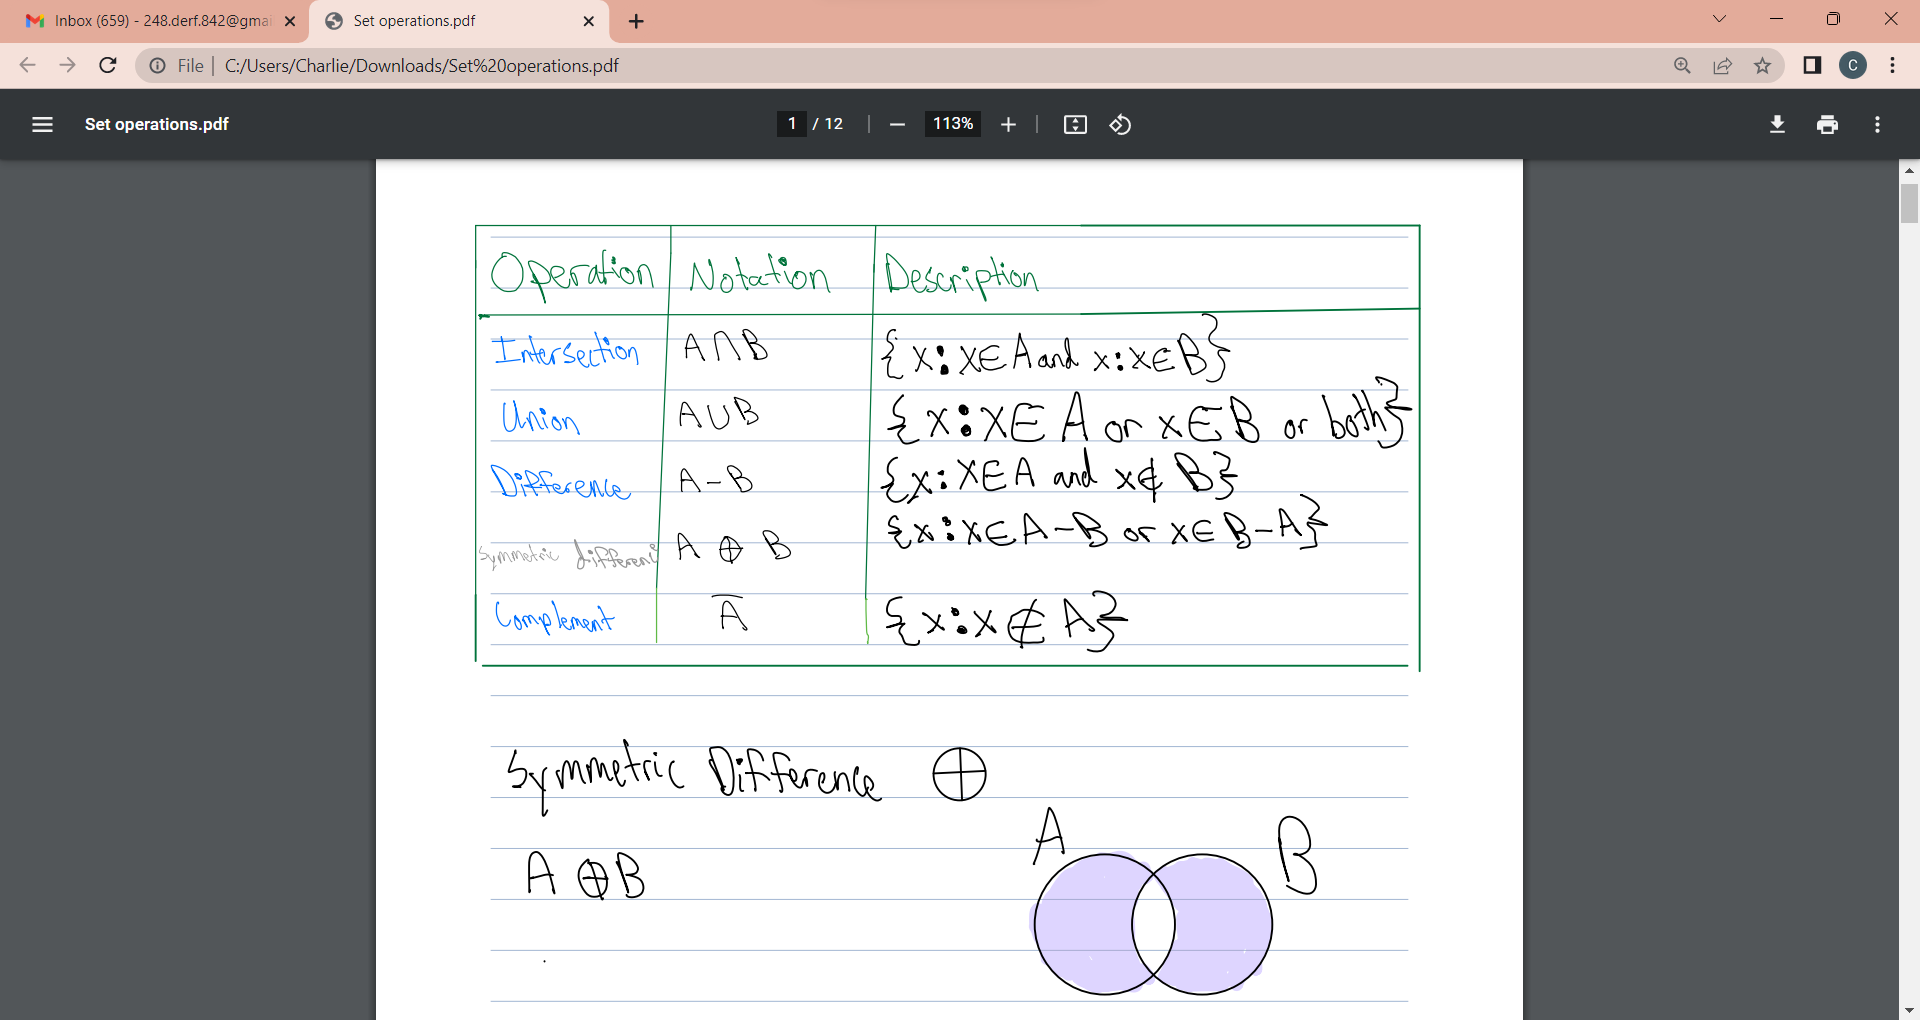 Inbox (659) - 248.derf.842@gmai
Set operations.pdf
File | C:/Users/Charlie/Downloads/Set%20operations.pdf
C
Set operations.pdf
1 / 12
113%
Operation Notation Description
Intersection A∩B {x:x∈A and x:x∈B}
Union A∪B {x:x∈A or x∈B or both}
Difference A-B {x:x∈A and x∉B}
Symmetric differenc A⊕B {x:x∈A-B or x∈B-A}
Complement A̅ {x:x∉A}
Symmetric Difference ⊕
A B
A⊕B